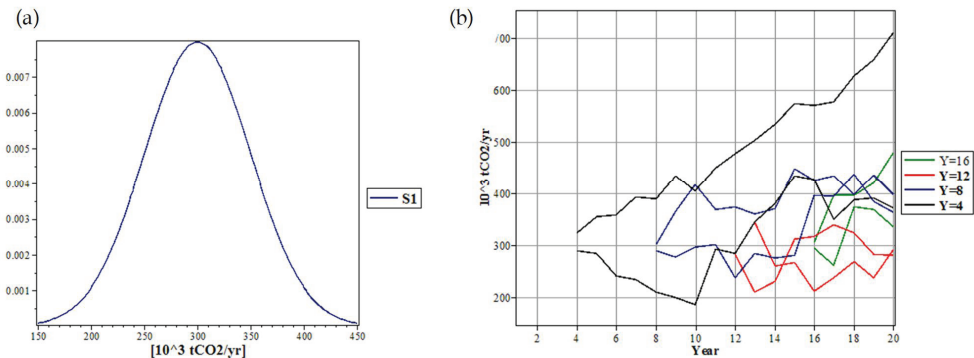 (a)
0.007
0.006
0.005
0.004
0.003
0.002
0.001
150 200 250 300 350 400 450
[10^3 tCO2/yr]
S1
(b)
10^3 tCO2/yr
700
600
500
400
300
200
2 4 6 8 10 12 14 16 18 20
Year
Y=16
Y=12
Y=8
Y=4